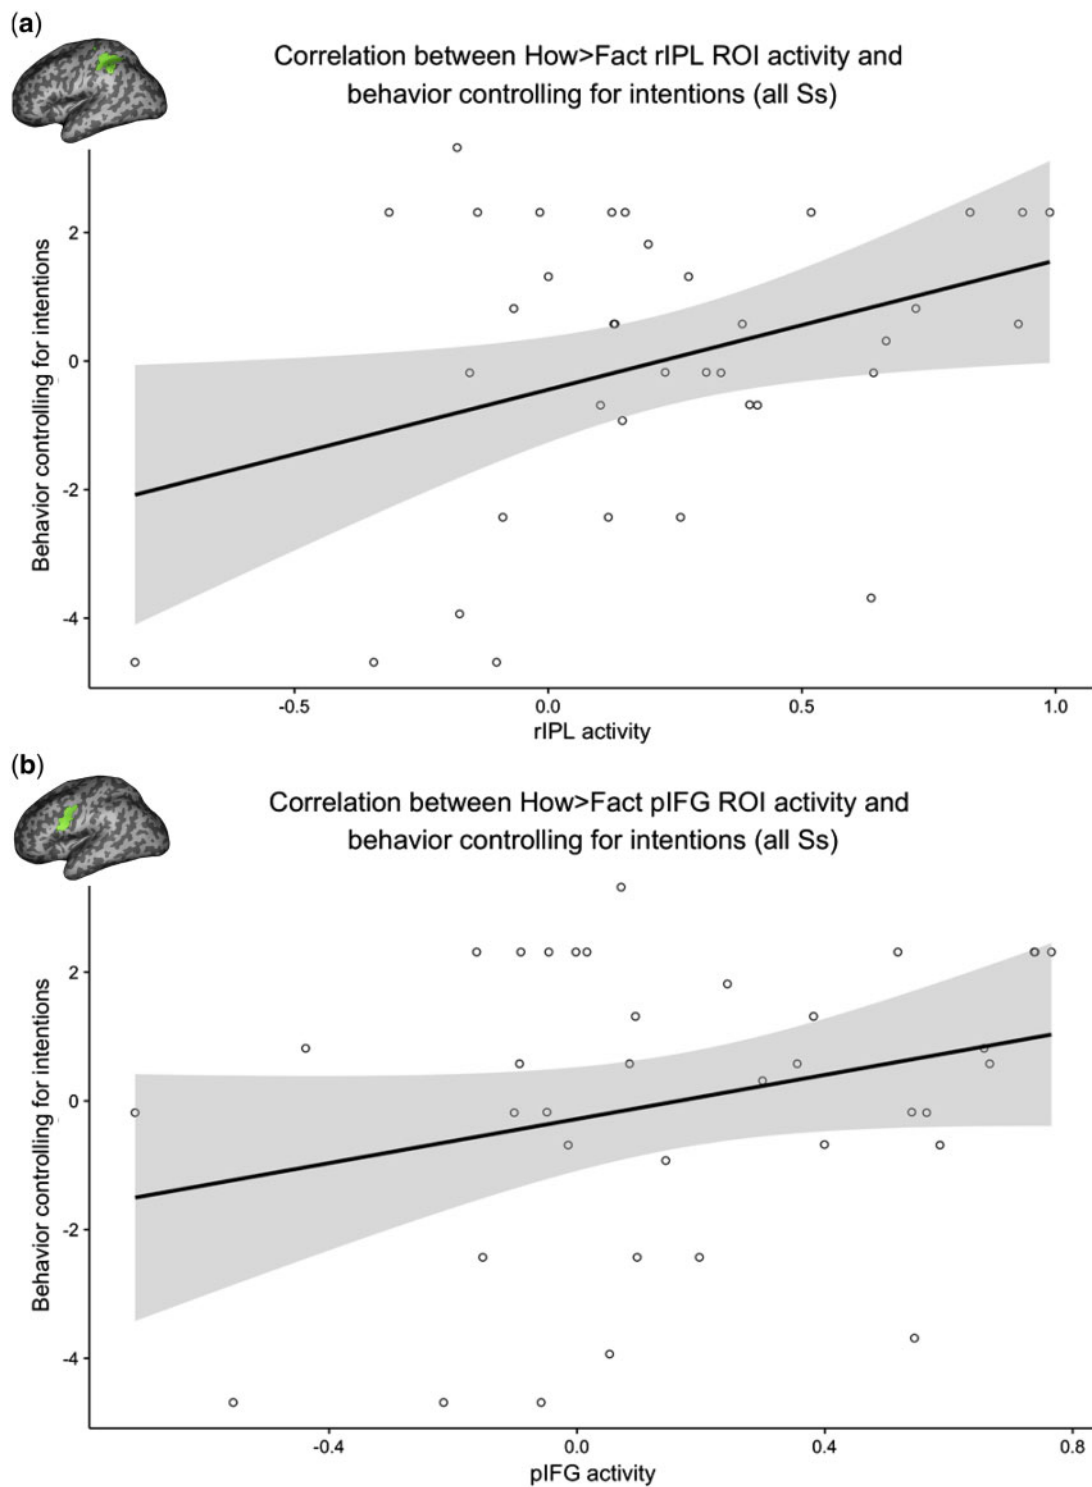 (a)
Correlation between How>Fact rIPL ROI activity and
behavior controlling for intentions (all Ss)
Behavior controlling for intentions
2
0
-2
-4
-0.5
0.0
0.5
1.0
rIPL activity
(b)
Correlation between How>Fact pIFG ROI activity and
behavior controlling for intentions (all Ss)
Behavior controlling for intentions
2
0
-2
-4
-0.4
0.0
0.4
0.8
pIFG activity